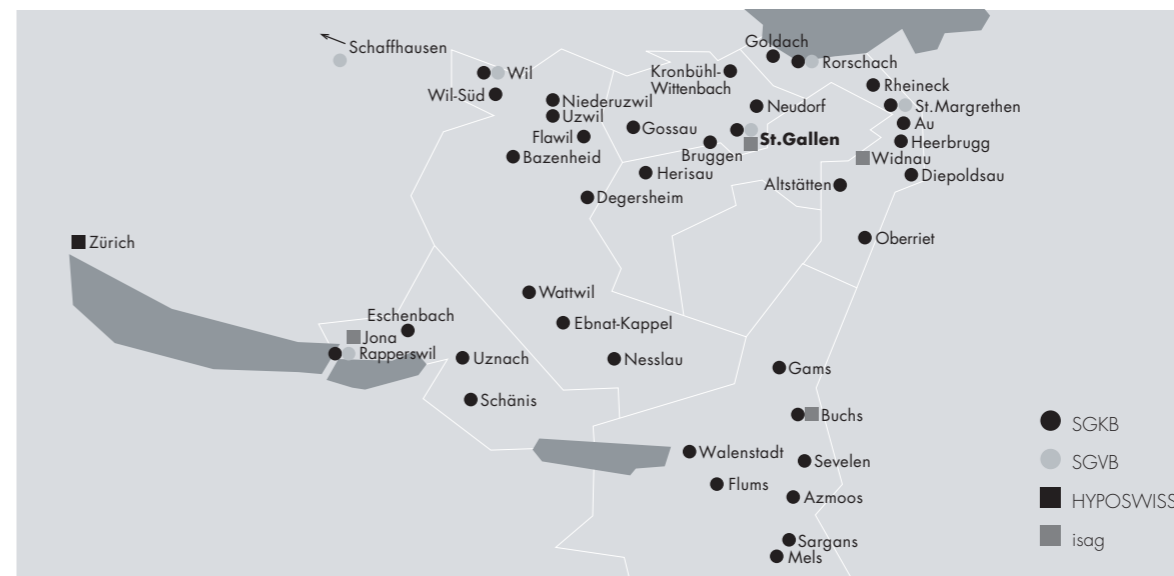 Schaffhausen
Goldach
Rorschach
Wil
Kronbühl-
Wittenbach
Rheineck
Wil-Süd
Niederuzwil
Neudorf
St.Margrethen
Uzwil
Au
Flawil
Gossau
St.Gallen
Heerbrugg
Bazenheid
Bruggen
Widnau
Herisau
Altstätten
Diepoldsau
Degersheim
Oberriet
Zürich
Wattwil
Eschenbach
Ebnat-Kappel
Jona
Rapperswil
Uznach
Nesslau
Gams
Schänis
Buchs
Walenstadt
Sevelen
Flums
Azmoos
Sargans
Mels
SGKB
SGVB
HYPOSWISS
isag